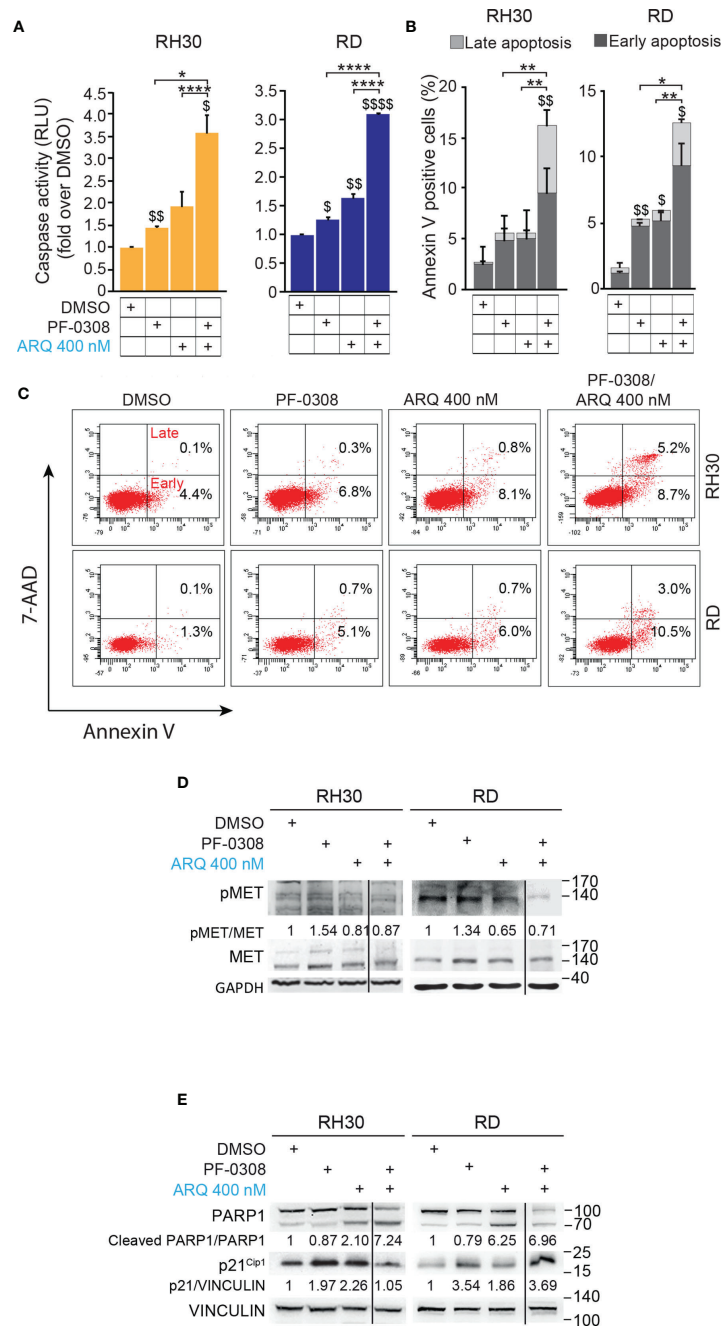 A
RH30
RD
Caspase activity (RLU)
(fold over DMSO)
4.5
4.0
3.5
3.0
2.5
2.0
1.5
1.0
0
*
****
$
$$
3.5
3.0
2.5
2.0
1.5
1.0
0
****
****
$$$$
$$
$
DMSO + +
PF-0308 + + + +
ARQ 400 nM + + + +
B
RH30
RD
Late apoptosis
Early apoptosis
Annexin V positive cells (%)
20
15
10
5
0
**
**
$$
15
10
5
0
*
**
$
$$
$
+ +
+ + + +
+ + + +
C
DMSO
PF-0308
ARQ 400 nM
PF-0308/
ARQ 400 nM
Late
Early
0.1%
4.4%
0.3%
6.8%
0.8%
8.1%
5.2%
8.7%
RH30
0.1%
1.3%
0.7%
5.1%
0.7%
6.0%
3.0%
10.5%
RD
7-AAD
Annexin V
D
RH30 RD
DMSO + +
PF-0308 + + + +
ARQ 400 nM + + + +
pMET
170
140
pMET/MET 1 1.54 0.81 0.87 1 1.34 0.65 0.71
MET
170
140
40
GAPDH
E
RH30 RD
DMSO + +
PF-0308 + + + +
ARQ 400 nM + + + +
PARP1
100
70
Cleaved PARP1/PARP1 1 0.87 2.10 7.24 1 0.79 6.25 6.96
p21Cip1
25
15
p21/VINCULIN 1 1.97 2.26 1.05 1 3.54 1.86 3.69
VINCULIN
140
100